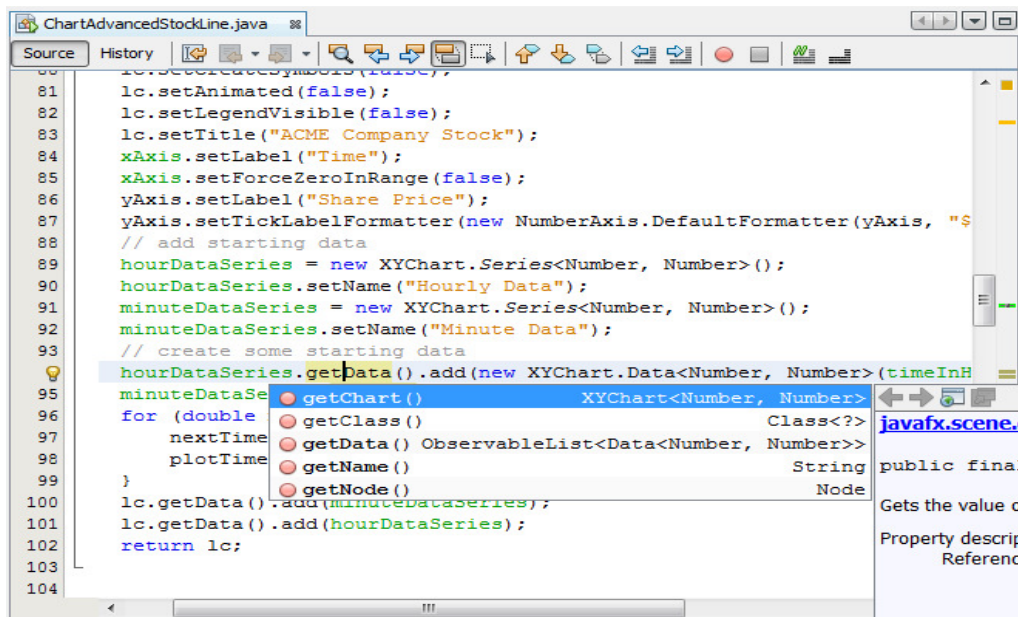 ChartAdvancedStockLine.java
Source History
80 lc.setCreateSymbols(false);
81 lc.setAnimated(false);
82 lc.setLegendVisible(false);
83 lc.setTitle("ACME Company Stock");
84 xAxis.setLabel("Time");
85 xAxis.setForceZeroInRange(false);
86 yAxis.setLabel("Share Price");
87 yAxis.setTickLabelFormatter(new NumberAxis.DefaultFormatter(yAxis, "$
88 // add starting data
89 hourDataSeries = new XYChart.Series<Number, Number>();
90 hourDataSeries.setName("Hourly Data");
91 minuteDataSeries = new XYChart.Series<Number, Number>();
92 minuteDataSeries.setName("Minute Data");
93 // create some starting data
hourDataSeries.getData().add(new XYChart.Data<Number, Number>(timeInH
95 minuteDataSe
getChart() XYChart<Number, Number>
96 for (double
getClass() Class<?>
javafx.scene.
97 nextTime
getData() ObservableList<Data<Number, Number>>
98 plotTime
getName() String
public fina
99 }
getNode() Node
100 lc.getData().add(minuteDataSeries);
Gets the value o
101 lc.getData().add(hourDataSeries);
102 return lc;
Property descrip
Referenc
103
104